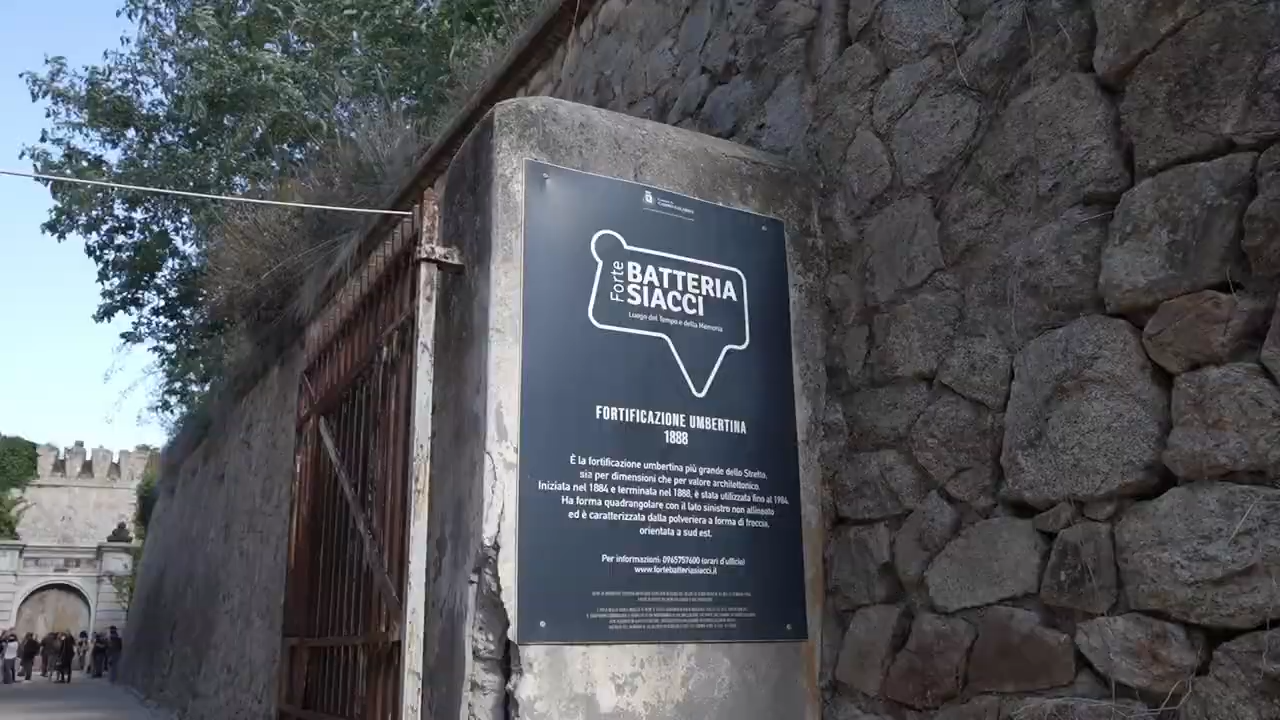 Forte
BATTERIA
SIACCI
Luogo del Tempo e della Memoria
FORTIFICAZIONE UMBERTINA
1888
È la fortificazione umbertina più grande dello Stretto,
sia per dimensioni che per valore architettonico.
Iniziata nel 1884 e terminata nel 1888, è stata utilizzata fino al 1984.
Ha forma quadrangolare con il lato sinistro non allineato
ed è caratterizzata dalla polveriera a forma di freccia,
orientata a sud est.
Per informazioni: 0965757600 (orari d'ufficio)
www.fortebatteriasiacci.it